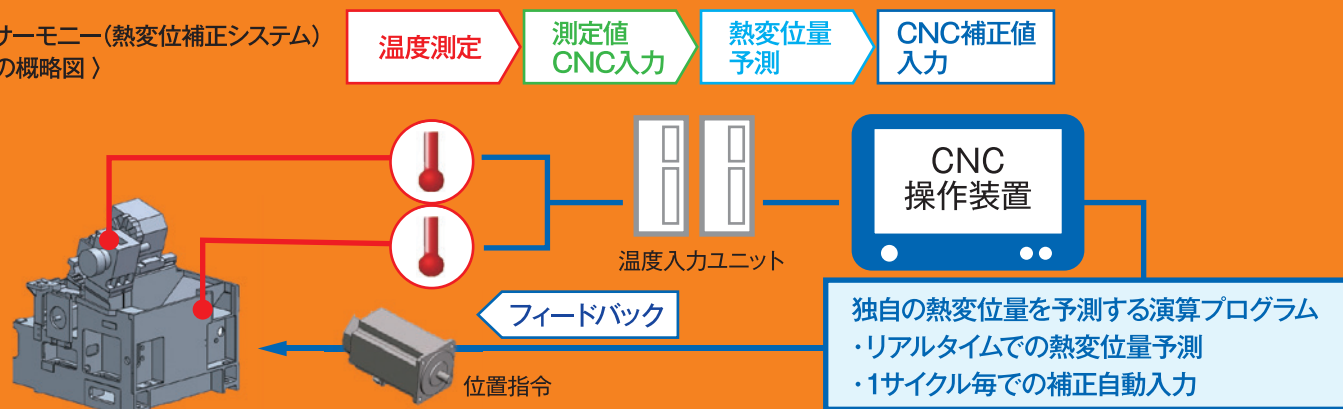 サーモニー(熱変位補正システム)
の概略図 〉
温度測定
測定値
CNC入力
熱変位量
予測
CNC補正値
入力
CNC
操作装置
温度入力ユニット
フィードバック
位置指令
独自の熱変位量を予測する演算プログラム
・リアルタイムでの熱変位量予測
・1サイクル毎での補正自動入力